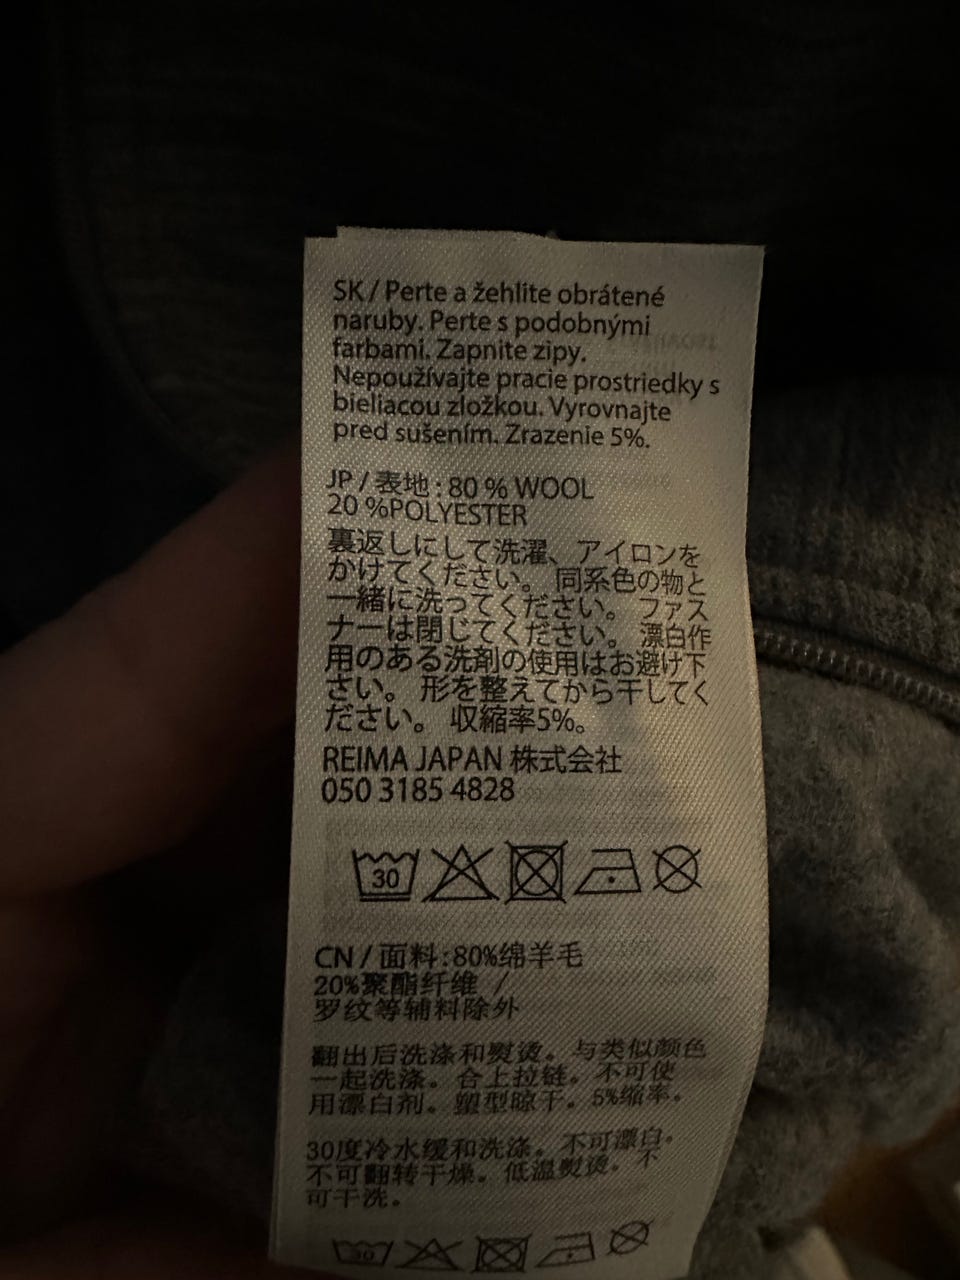 SK / Perte a žehlite obrátené
naruby. Perte s podobnými
farbami. Zapnite zipy.
Nepoužívajte pracie prostriedky s
bieliacou zložkou. Vyrovnajte
pred sušením. Zrazenie 5%.
JP / 表地 : 80 % WOOL
20 %POLYESTER
裏返しにして洗濯、アイロンを
かけてください。 同系色の物と
一緒に洗ってください。 ファス
ナーは閉じてください。 漂白作
用のある洗剤の使用はお避け下
さい。 形を整えてから干してく
ださい。 収縮率5%。
REIMA JAPAN 株式会社
050 3185 4828
30
CN / 面料:80%绵羊毛
20%聚酯纤维 /
罗纹等辅料除外
翻出后洗涤和熨烫。与类似颜色
一起洗涤。合上拉链。不可使
用漂白剂。塑型晾干。5%缩率。
30度冷水缓和洗涤。不可漂白。
不可翻转干燥。低温熨烫。不
可干洗。
30